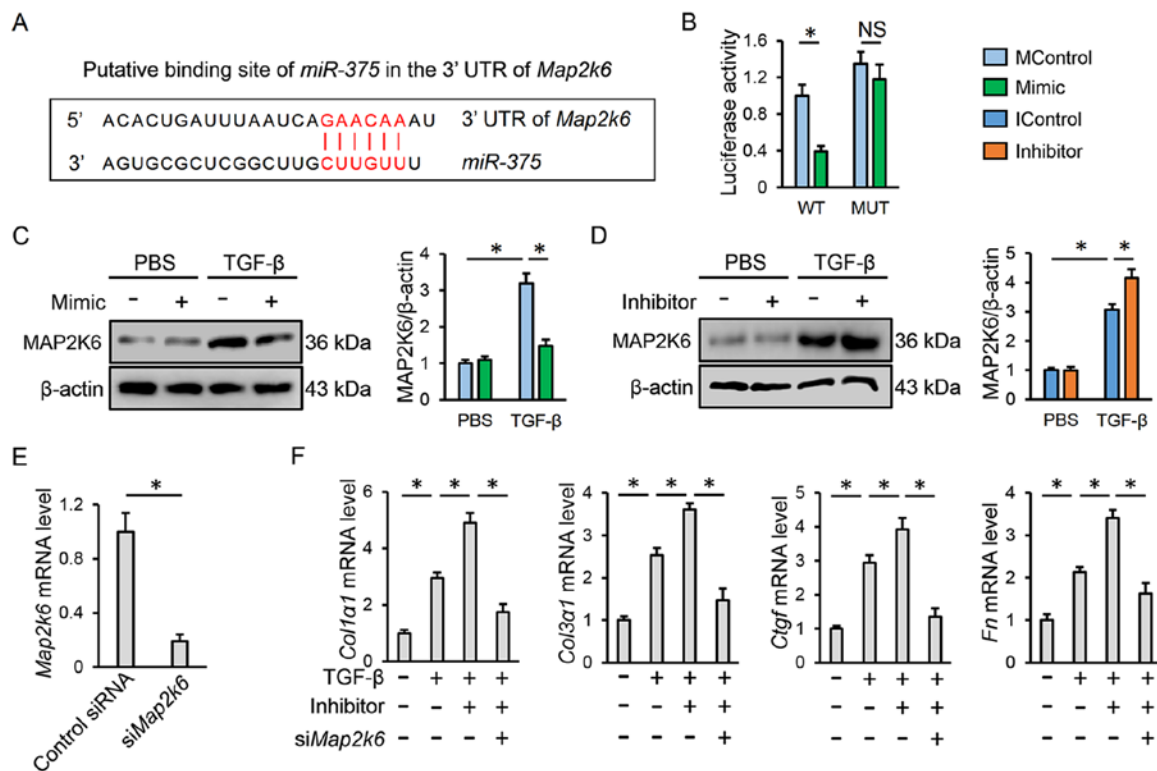 A
Putative binding site of miR-375 in the 3' UTR of Map2k6
5' ACACUGAUUUAAUCAGAACAAAU 3' UTR of Map2k6
3' AGUGCGCUCGGCUUGCUUGUUU miR-375
B
Luciferase activity
1.6
1.2
0.8
0.4
0
* NS
WT MUT
MControl
Mimic
IControl
Inhibitor
C
PBS TGF-β
Mimic - + - +
MAP2K6 36 kDa
β-actin 43 kDa
MAP2K6/β-actin
4
3
2
1
0
* *
PBS TGF-β
D
PBS TGF-β
Inhibitor - + - +
MAP2K6 36 kDa
β-actin 43 kDa
MAP2K6/β-actin
5
4
3
2
1
0
* *
PBS TGF-β
E
Map2k6 mRNA level
1.2
0.8
0.4
0
*
Control siRNA
siMap2k6
F
Col1α1 mRNA level
6
4
2
0
* * *
TGF-β - + + +
Inhibitor - - + +
siMap2k6 - - - +
Col3α1 mRNA level
4
3
2
1
0
* * *
- + + +
- - + +
- - - +
Ctgf mRNA level
5
4
3
2
1
0
* * *
- + + +
- - + +
- - - +
Fn mRNA level
4
3
2
1
0
* * *
- + + +
- - + +
- - - +